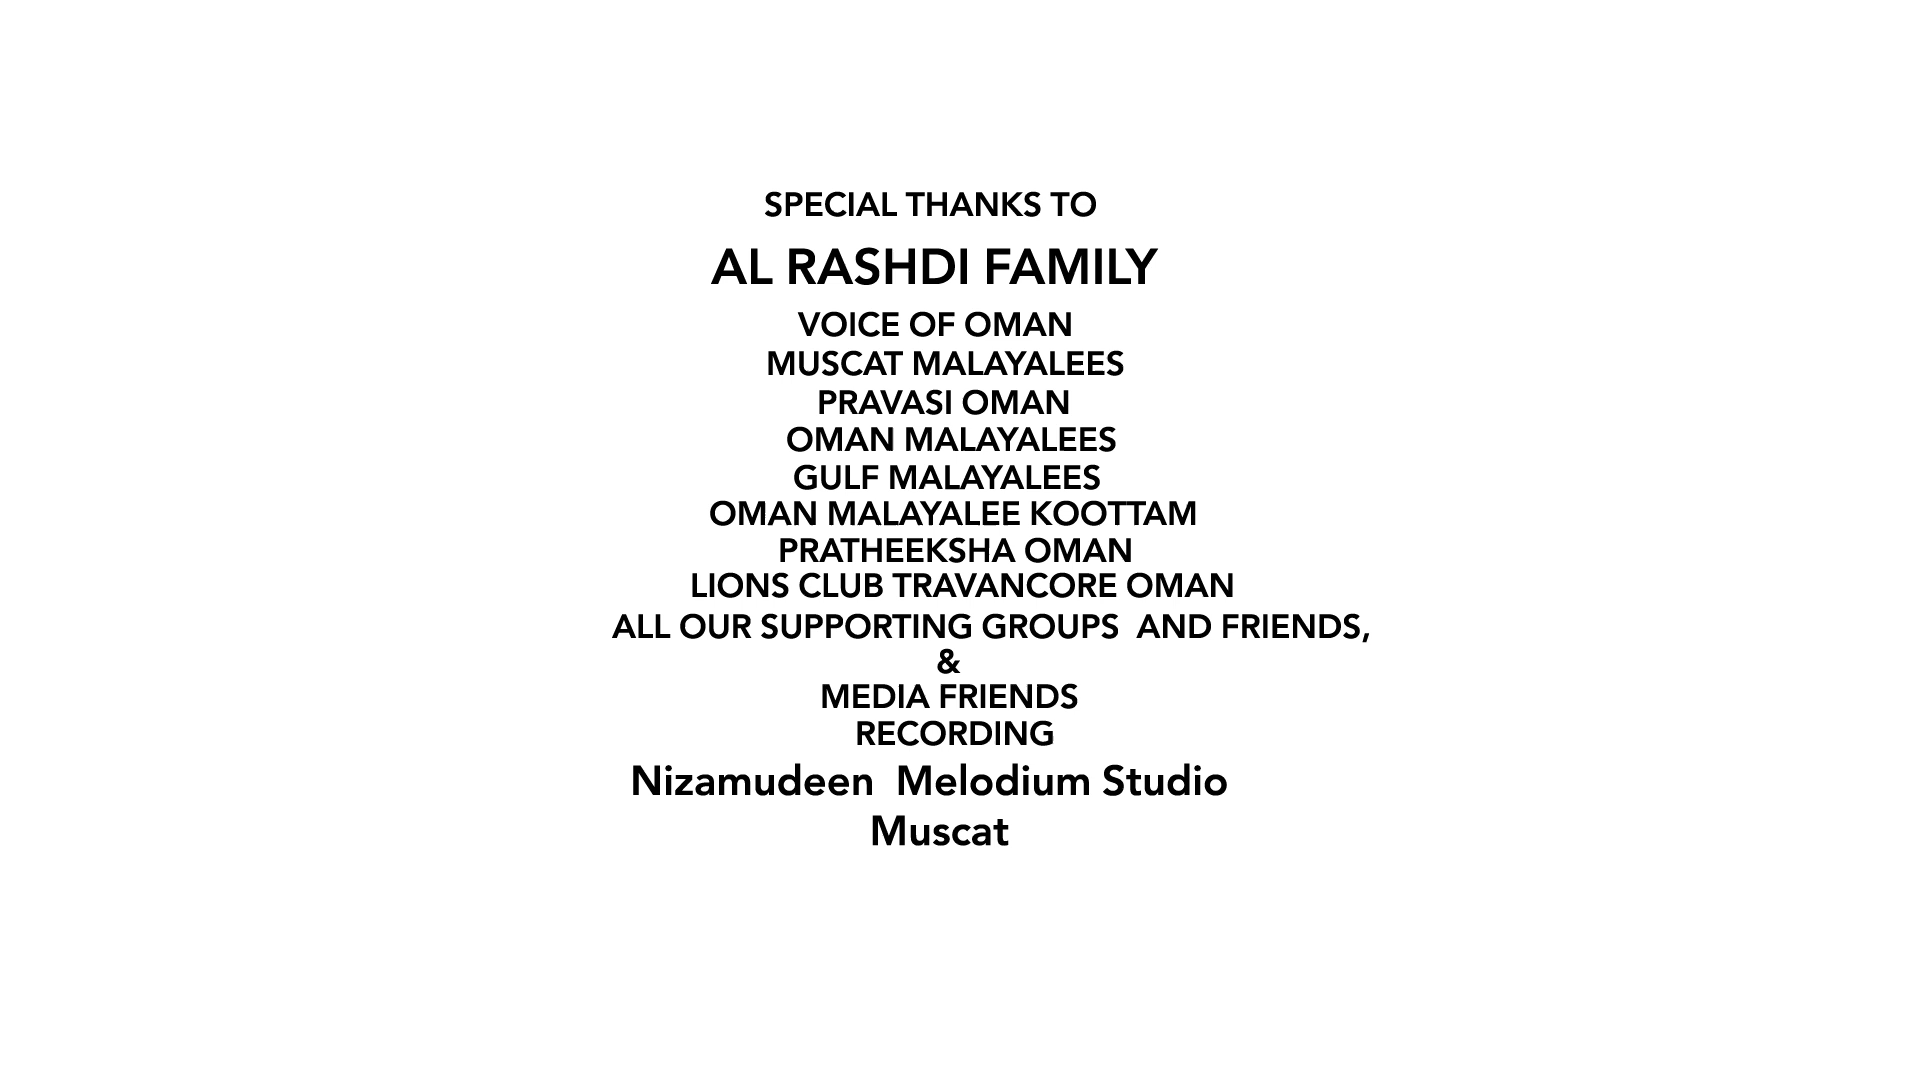 SPECIAL THANKS TO
AL RASHDI FAMILY
VOICE OF OMAN
MUSCAT MALAYALEES
PRAVASI OMAN
OMAN MALAYALEES
GULF MALAYALEES
OMAN MALAYALEE KOOTTAM
PRATHEEKSHA OMAN
LIONS CLUB TRAVANCORE OMAN
ALL OUR SUPPORTING GROUPS  AND FRIENDS,
&
MEDIA FRIENDS
RECORDING
Nizamudeen  Melodium Studio
Muscat